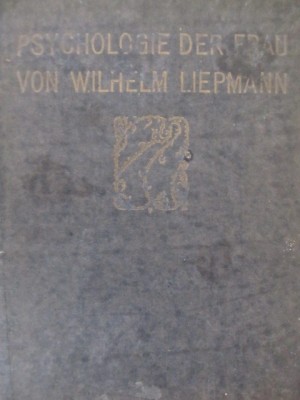 PSYCHOLOGIE DER FRAU
VON WILHELM LIEPMANN